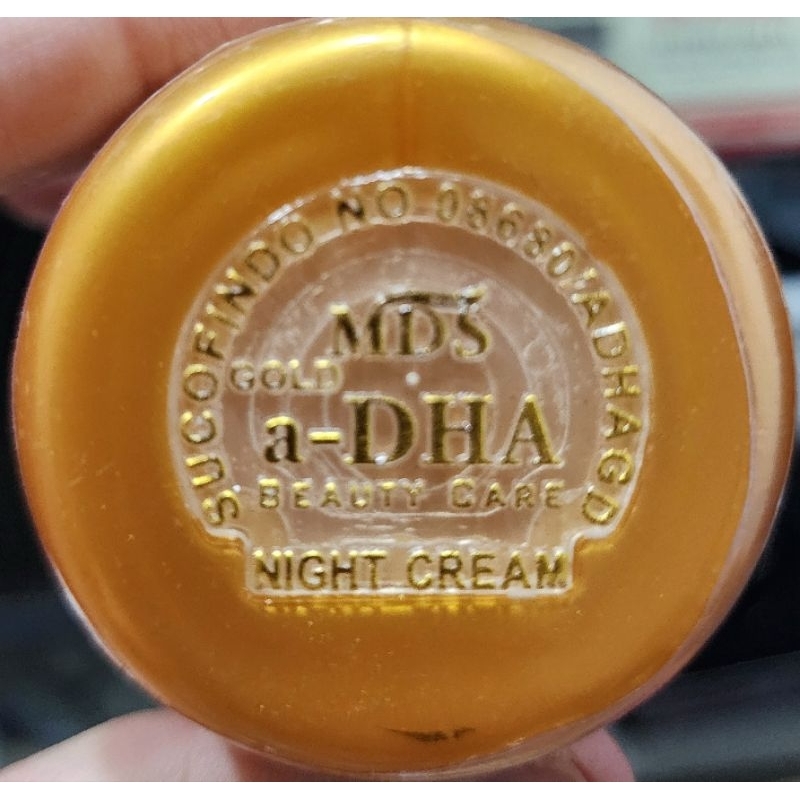 SUCOFINDO NO 08680/ADHAGD
MDS
GOLD
a-DHA
BEAUTY CARE
NIGHT CREAM